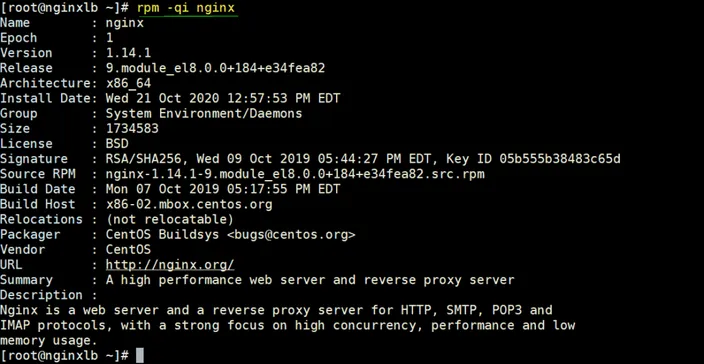 [root@nginxlb ~]# rpm -qi nginx
Name        : nginx
Epoch       : 1
Version     : 1.14.1
Release     : 9.module_el8.0.0+184+e34fea82
Architecture: x86_64
Install Date: Wed 21 Oct 2020 12:57:53 PM EDT
Group       : System Environment/Daemons
Size        : 1734583
License     : BSD
Signature   : RSA/SHA256, Wed 09 Oct 2019 05:44:27 PM EDT, Key ID 05b555b38483c65d
Source RPM  : nginx-1.14.1-9.module_el8.0.0+184+e34fea82.src.rpm
Build Date  : Mon 07 Oct 2019 05:17:55 PM EDT
Build Host  : x86-02.mbox.centos.org
Relocations : (not relocatable)
Packager    : CentOS Buildsys <bugs@centos.org>
Vendor      : CentOS
URL         : http://nginx.org/
Summary     : A high performance web server and reverse proxy server
Description :
Nginx is a web server and a reverse proxy server for HTTP, SMTP, POP3 and
IMAP protocols, with a strong focus on high concurrency, performance and low
memory usage.
[root@nginxlb ~]#